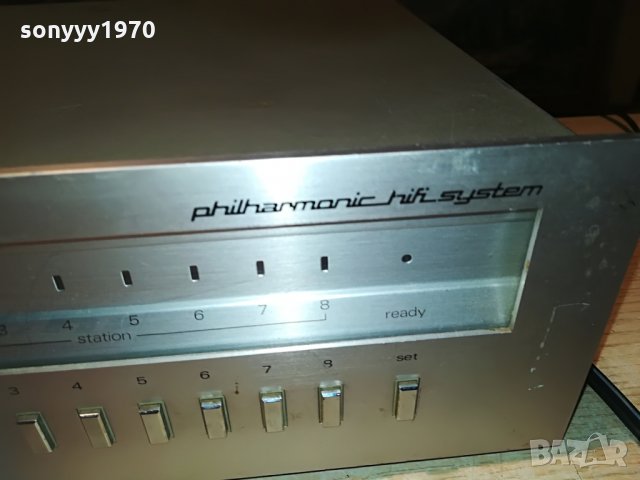 sonyyy1970
philharmonic hifi system
3 4 5 6 7 8 ready
station
3 4 5 6 7 8 set
BAZAR